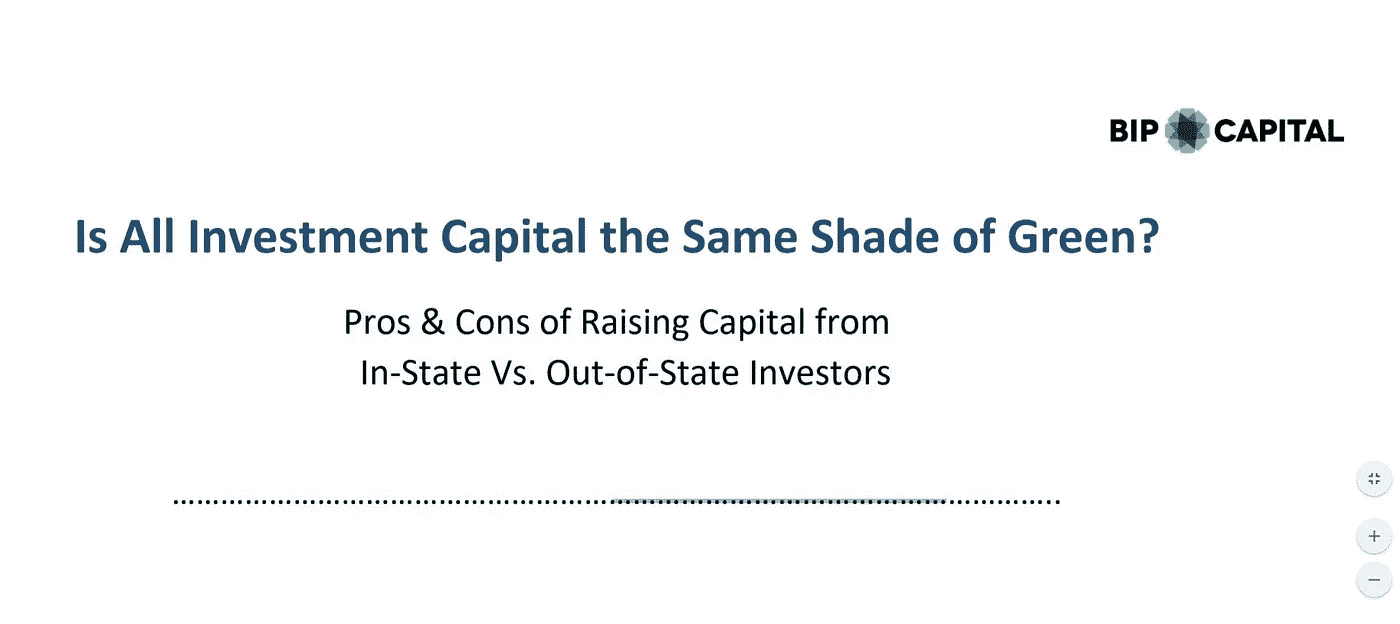 BIP CAPITAL
Is All Investment Capital the Same Shade of Green?
Pros & Cons of Raising Capital from
In-State Vs. Out-of-State Investors